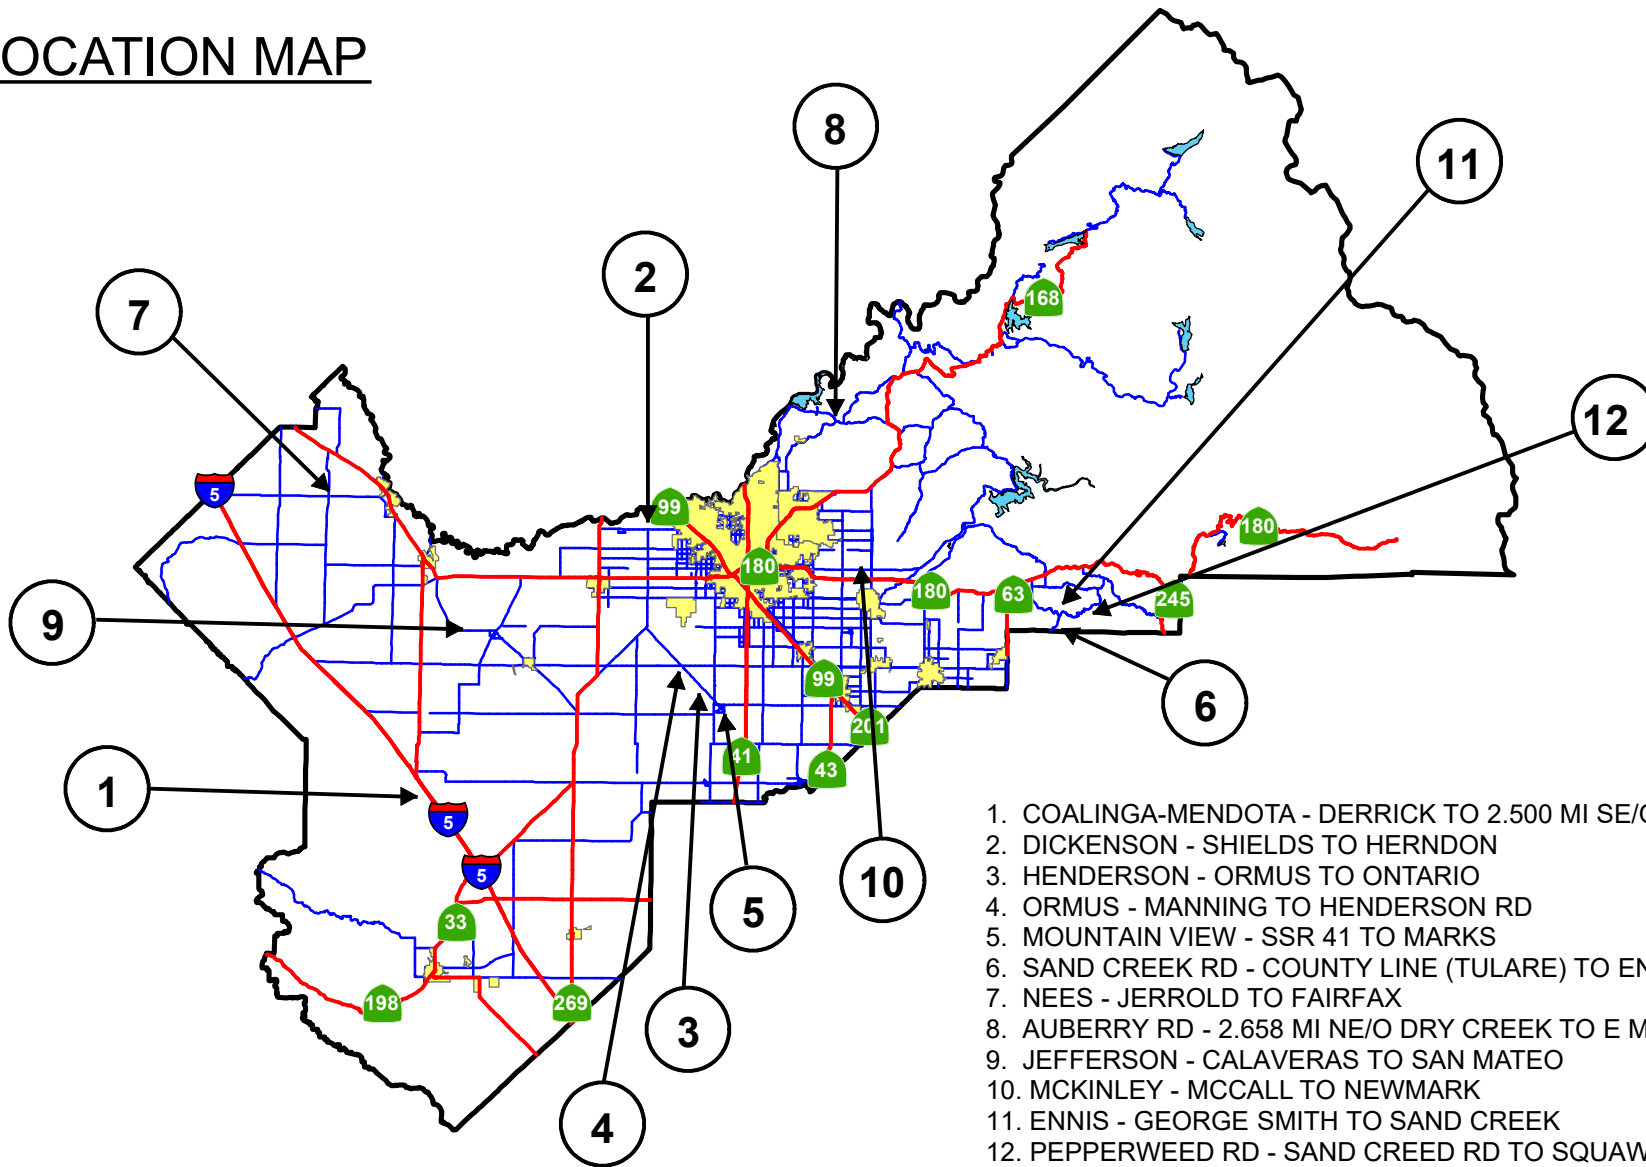 OCATION MAP
8
11
2
7
168
12
5
99
180
180
180
63
245
9
99
6
201
41
43
1
5
1. COALINGA-MENDOTA - DERRICK TO 2.500 MI SE/
2. DICKENSON - SHIELDS TO HERNDON
5
10
3. HENDERSON - ORMUS TO ONTARIO
5
4. ORMUS - MANNING TO HENDERSON RD
33
5. MOUNTAIN VIEW - SSR 41 TO MARKS
6. SAND CREEK RD - COUNTY LINE (TULARE) TO EN
198
269
7. NEES - JERROLD TO FAIRFAX
3
8. AUBERRY RD - 2.658 MI NE/O DRY CREEK TO E M
9. JEFFERSON - CALAVERAS TO SAN MATEO
10. MCKINLEY - MCCALL TO NEWMARK
4
11. ENNIS - GEORGE SMITH TO SAND CREEK
12. PEPPERWEED RD - SAND CREED RD TO SQUAW